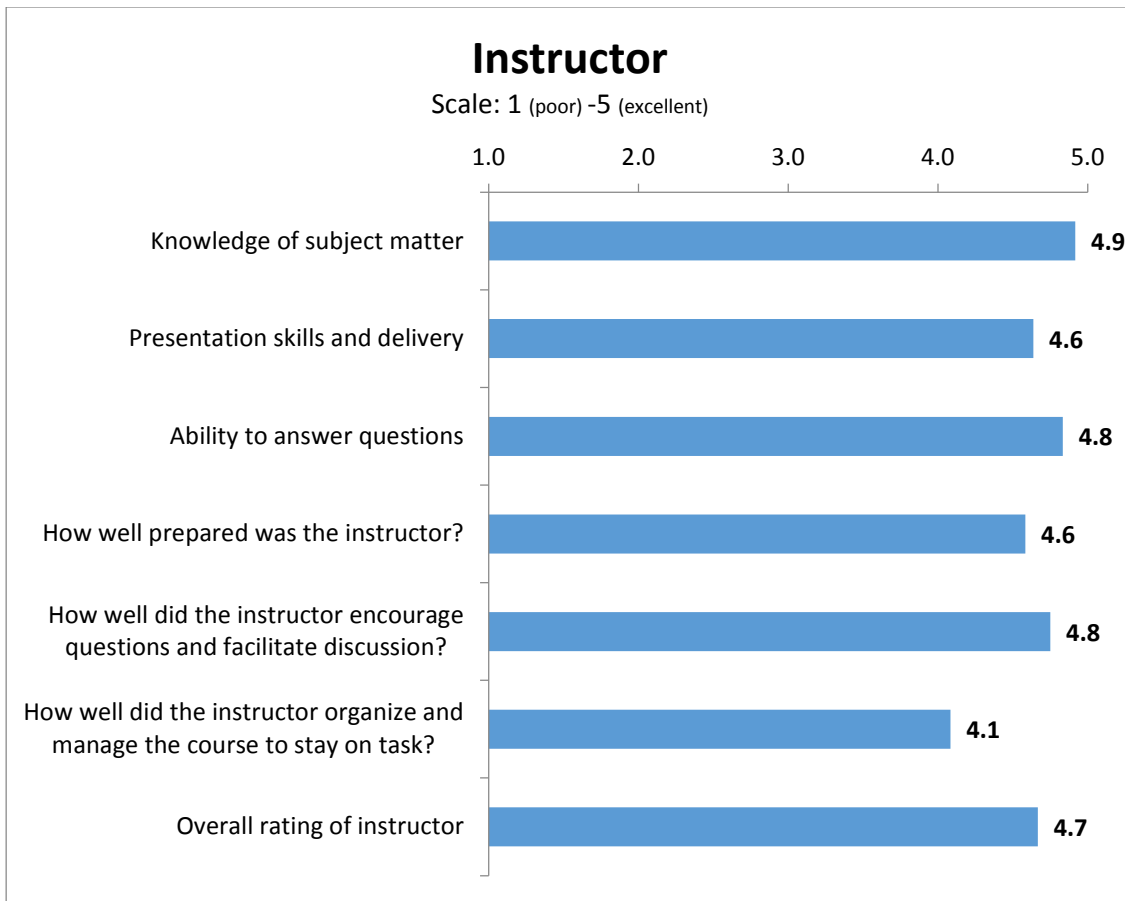 Instructor
Scale: 1 (poor) -5 (excellent)
1.0 2.0 3.0 4.0 5.0
Knowledge of subject matter 4.9
Presentation skills and delivery 4.6
Ability to answer questions 4.8
How well prepared was the instructor? 4.6
How well did the instructor encourage
questions and facilitate discussion? 4.8
How well did the instructor organize and
manage the course to stay on task? 4.1
Overall rating of instructor 4.7